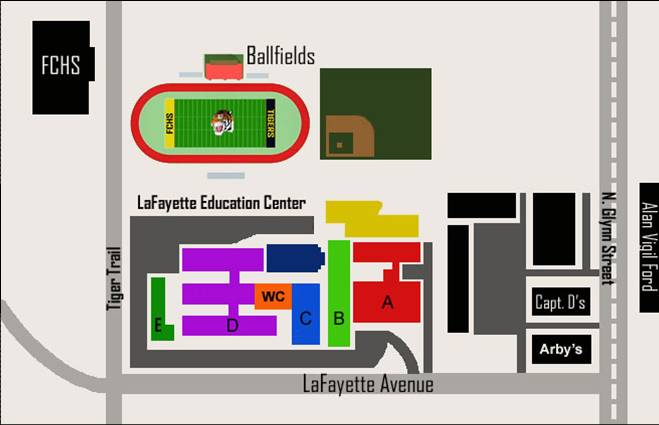 FCHS
Ballfields
FCHS
TIGERS
LaFayette Education Center
Tiger Trail
N. Glynn Street
Alan Vigil Ford
WC
A
E
D
C
B
Capt. D's
Arby's
LaFayette Avenue